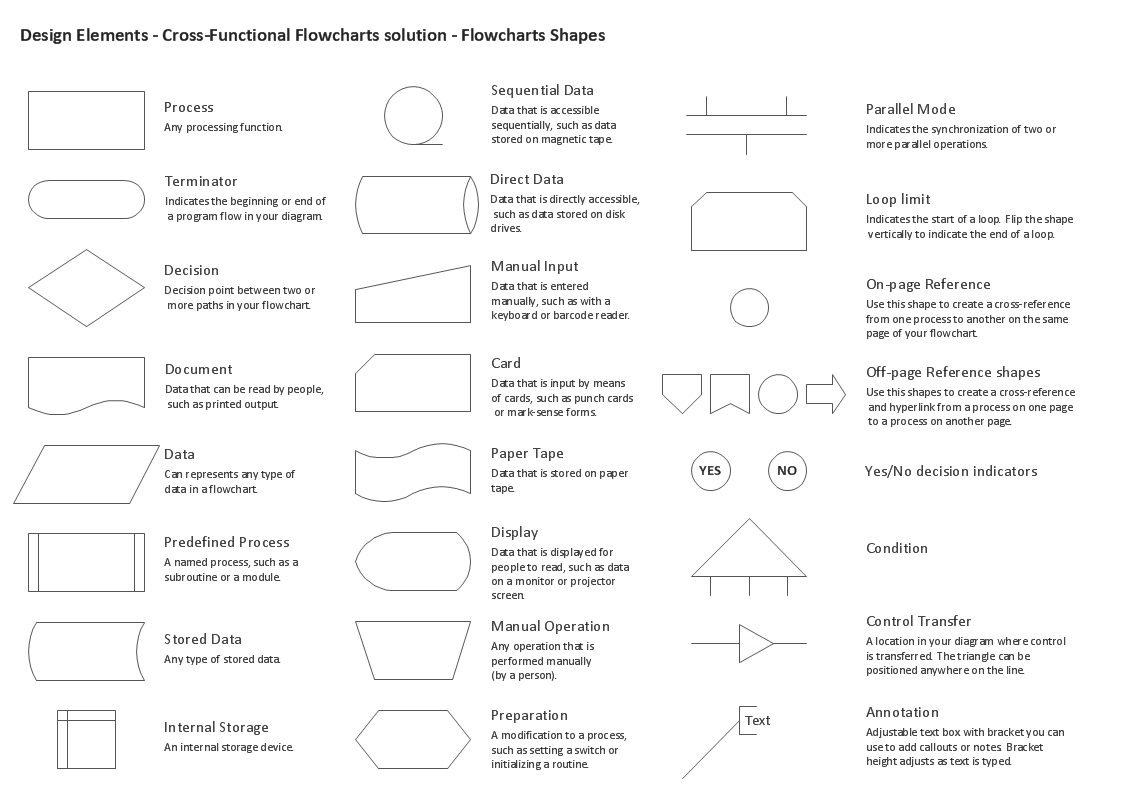 Design Elements - Cross-Functional Flowcharts solution - Flowcharts Shapes
Process
Any processing function.
Terminator
Indicates the beginning or end of
a program flow in your diagram.
Decision
Decision point between two or
more paths in your flowchart.
Document
Data that can be read by people,
such as printed output.
Data
Can represents any type of
data in a flowchart.
Predefined Process
A named process, such as a
subroutine or a module.
Stored Data
Any type of stored data.
Internal Storage
An internal storage device.
Sequential Data
Data that is accessible
sequentially, such as data
stored on magnetic tape.
Direct Data
Data that is directly accessible,
such as data stored on disk
drives.
Manual Input
Data that is entered
manually, such as with a
keyboard or barcode reader.
Card
Data that is input by means
of cards, such as punch cards
or mark-sense forms.
Paper Tape
Data that is stored on paper
tape.
Display
Data that is displayed for
people to read, such as data
on a monitor or projector
screen.
Manual Operation
Any operation that is
performed manually
(by a person).
Preparation
A modification to a process,
such as setting a switch or
initializing a routine.
Parallel Mode
Indicates the synchronization of two or
more parallel operations.
Loop limit
Indicates the start of a loop. Flip the shape
vertically to indicate the end of a loop.
On-page Reference
Use this shape to create a cross-reference
from one process to another on the same
page of your flowchart.
Off-page Reference shapes
Use this shapes to create a cross-reference
and hyperlink from a process on one page
to a process on another page.
YES NO Yes/No decision indicators
Condition
Control Transfer
A location in your diagram where control
is transferred. The triangle can be
positioned anywhere on the line.
Text
Annotation
Adjustable text box with bracket you can
use to add callouts or notes. Bracket
height adjusts as text is typed.